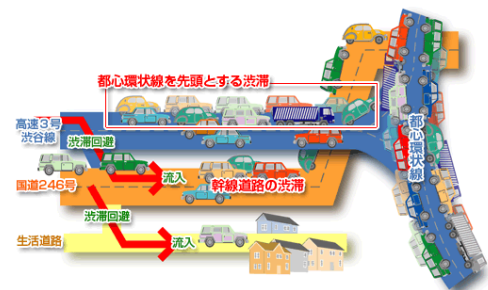 都心環状線を先頭とする渋滞
高速3号
渋谷線
渋滞回避
流入
都心環状線
国道246号
幹線道路の渋滞
渋滞回避
生活道路
流入